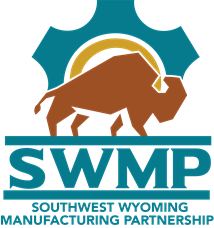 SWMP
SOUTHWEST WYOMING
MANUFACTURING PARTNERSHIP